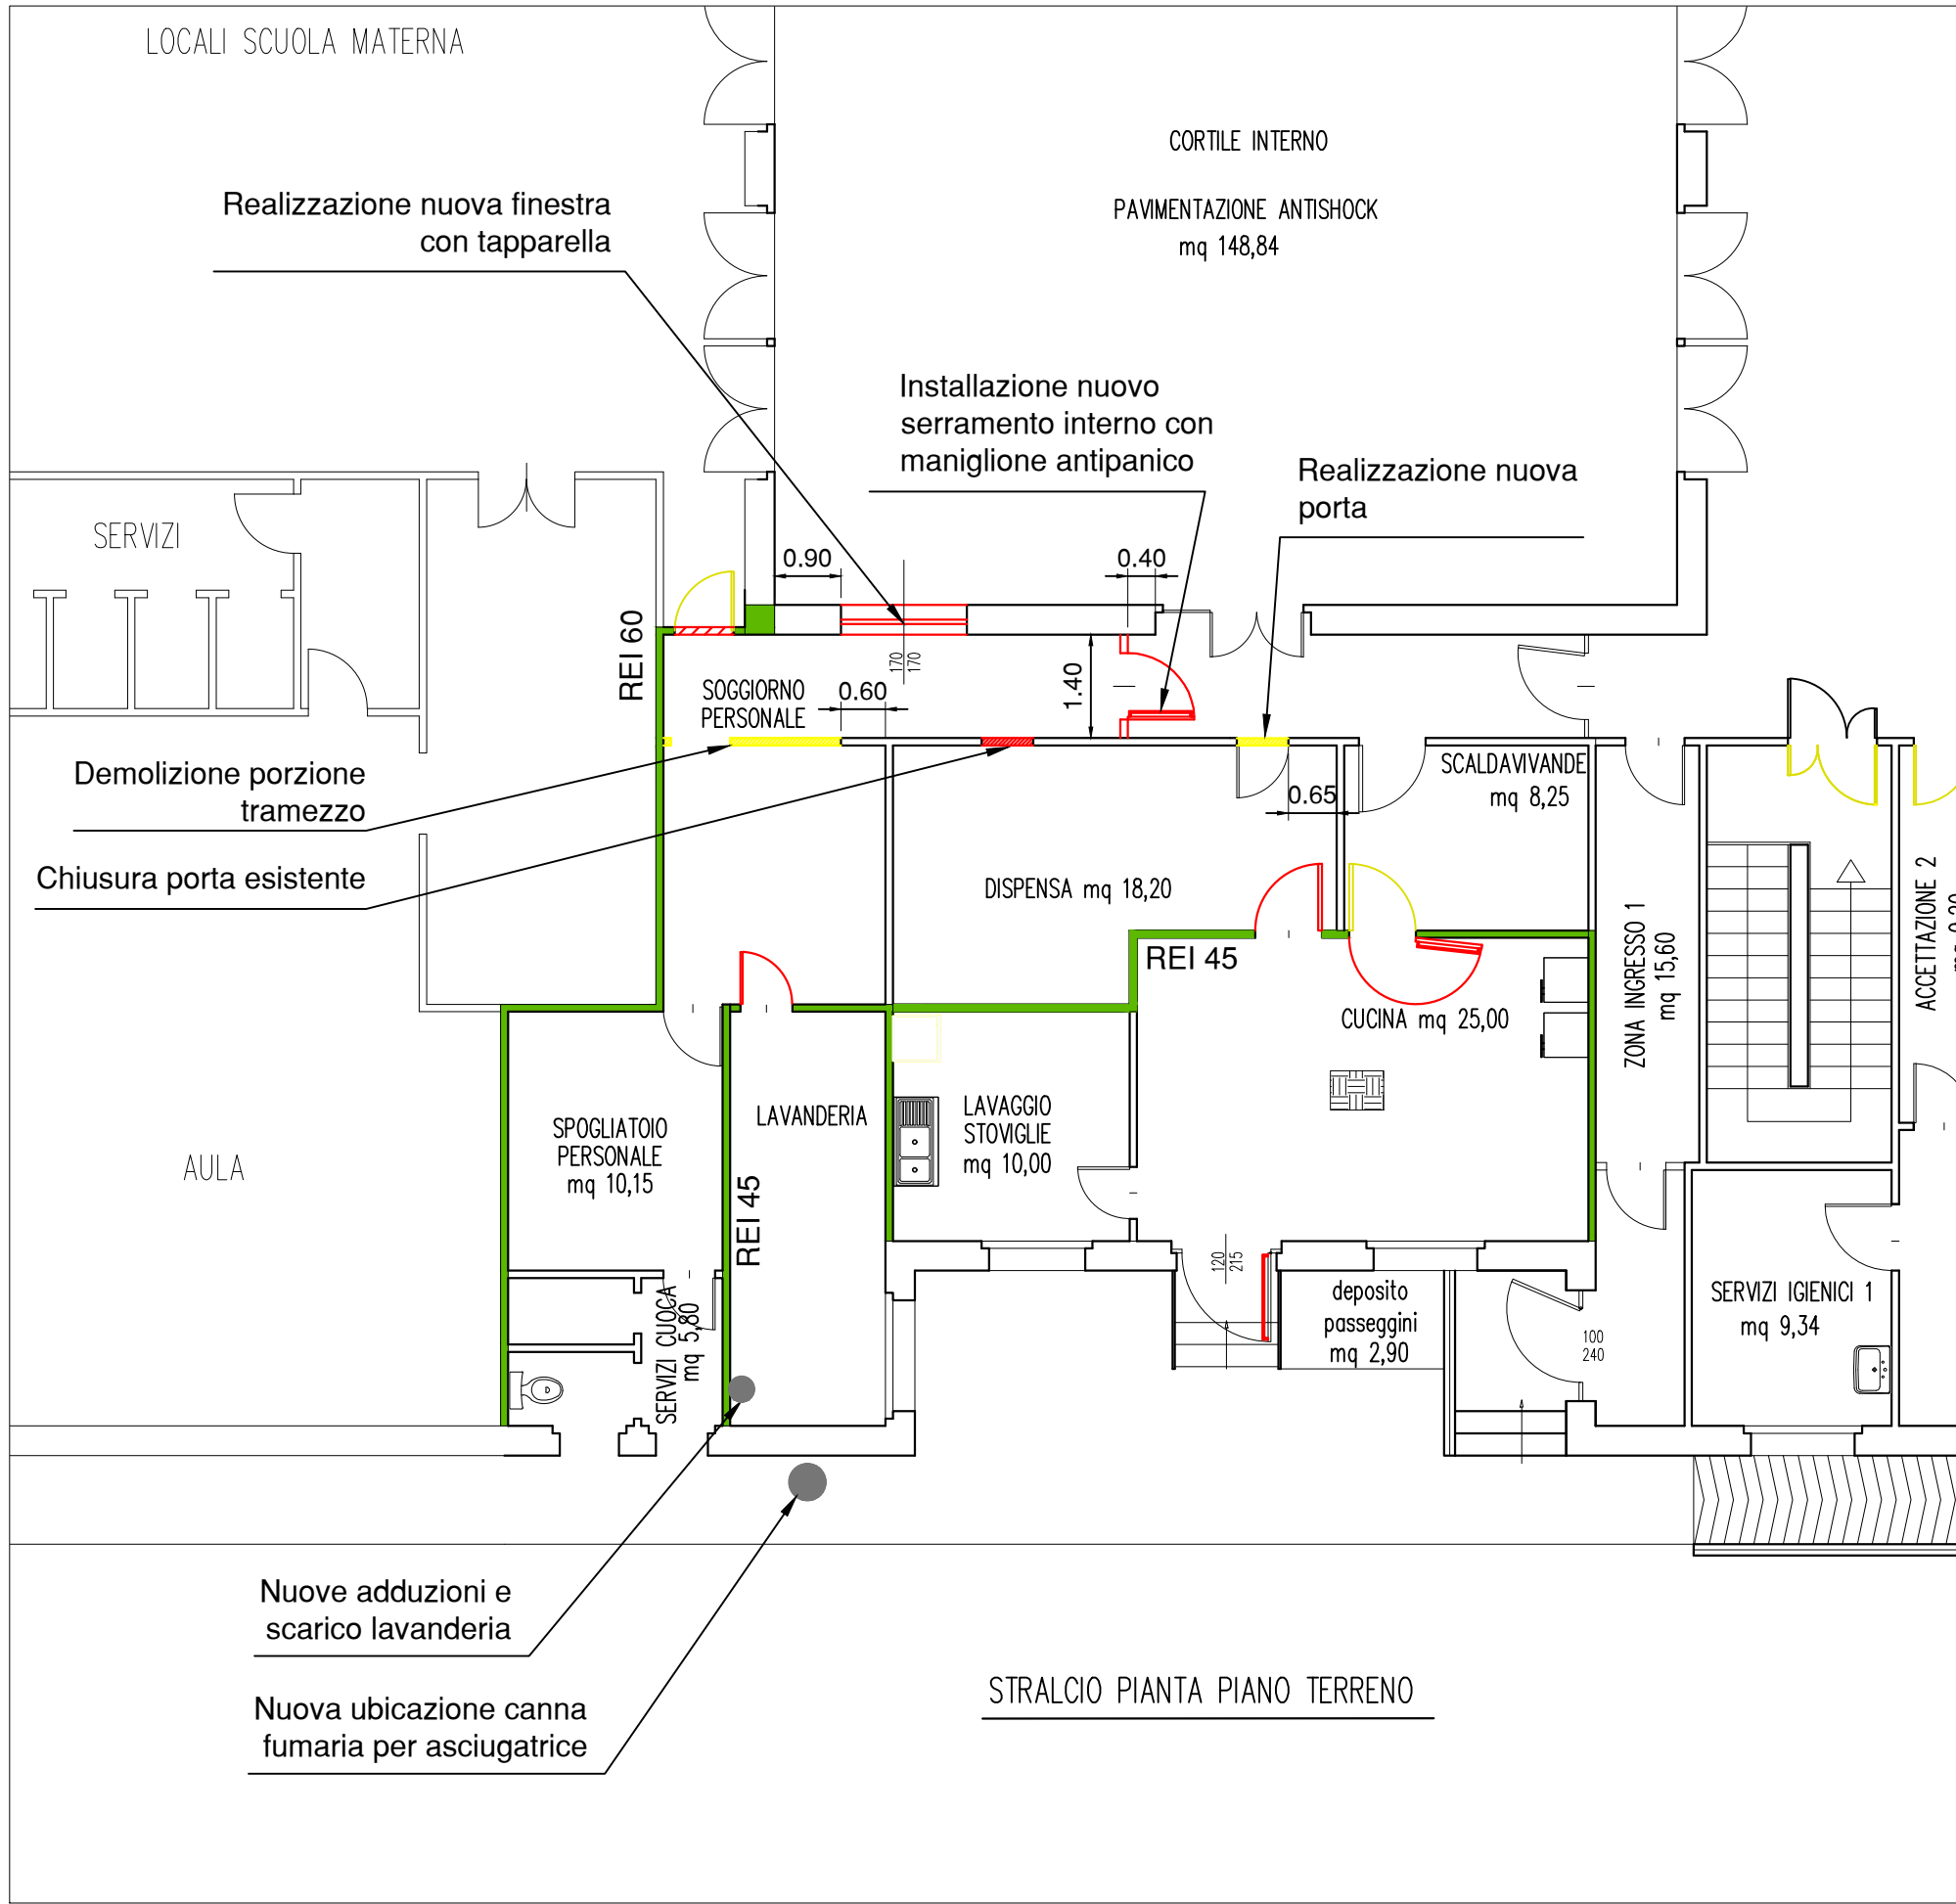 LOCALI SCUOLA MATERNA
CORTILE INTERNO
PAVIMENTAZIONE ANTISHOCK
mq 148,84
Realizzazione nuova finestra
con tapparella
Installazione nuovo
serramento interno con
maniglione antipanico
Realizzazione nuova
porta
SERVIZI
0.90
0.40
REI 60
170
170
1.40
SOGGIORNO
PERSONALE
0.60
Demolizione porzione
tramezzo
Chiusura porta esistente
SCALDAVIVANDE
mq 8,25
0.65
DISPENSA mq 18,20
REI 45
CUCINA mq 25,00
ZONA INGRESSO 1
mq 15,60
ACCETTAZIONE 2
LAVANDERIA
LAVAGGIO
STOVIGLIE
mq 10,00
SPOGLIATOIO
PERSONALE
mq 10,15
AULA
REI 45
120
215
deposito
passeggini
mq 2,90
SERVIZI CUOCA
mq 5,80
100
240
SERVIZI IGIENICI 1
mq 9,34
Nuove adduzioni e
scarico lavanderia
Nuova ubicazione canna
fumaria per asciugatrice
STRALCIO PIANTA PIANO TERRENO